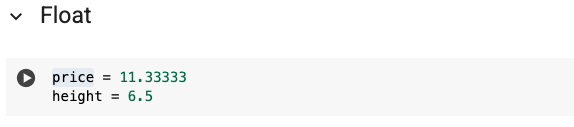 Float
price = 11.33333
height = 6.5